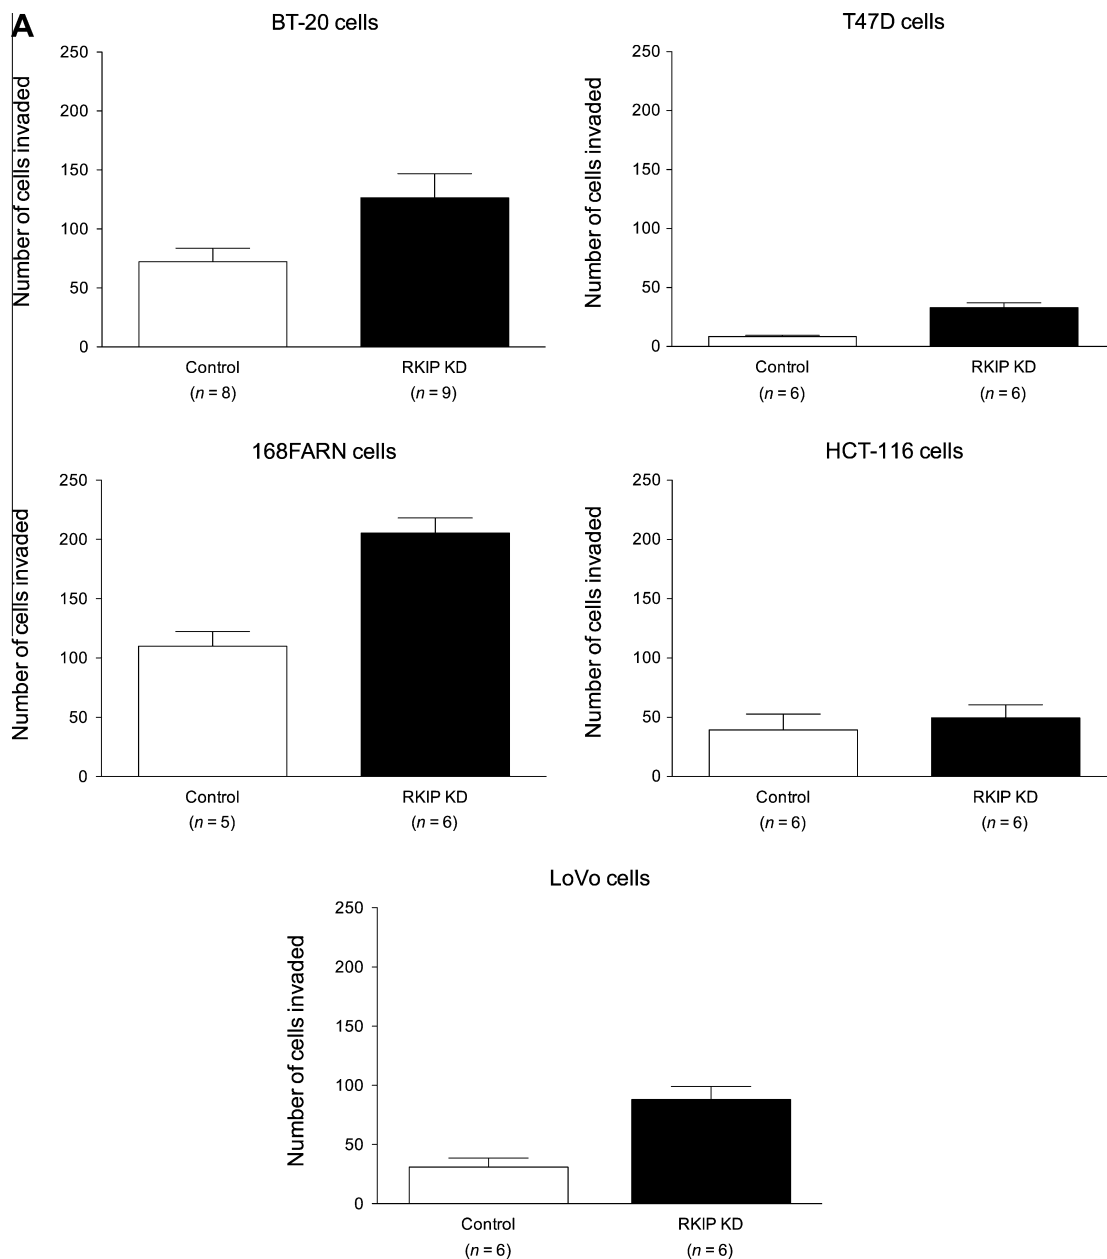 A
BT-20 cells
Number of cells invaded
250
200
150
100
50
0
Control
RKIP KD
(n = 8)
(n = 9)
T47D cells
Number of cells invaded
250
200
150
100
50
0
Control
RKIP KD
(n = 6)
(n = 6)
168FARN cells
Number of cells invaded
250
200
150
100
50
0
Control
RKIP KD
(n = 5)
(n = 6)
HCT-116 cells
Number of cells invaded
250
200
150
100
50
0
Control
RKIP KD
(n = 6)
(n = 6)
LoVo cells
Number of cells invaded
250
200
150
100
50
0
Control
RKIP KD
(n = 6)
(n = 6)